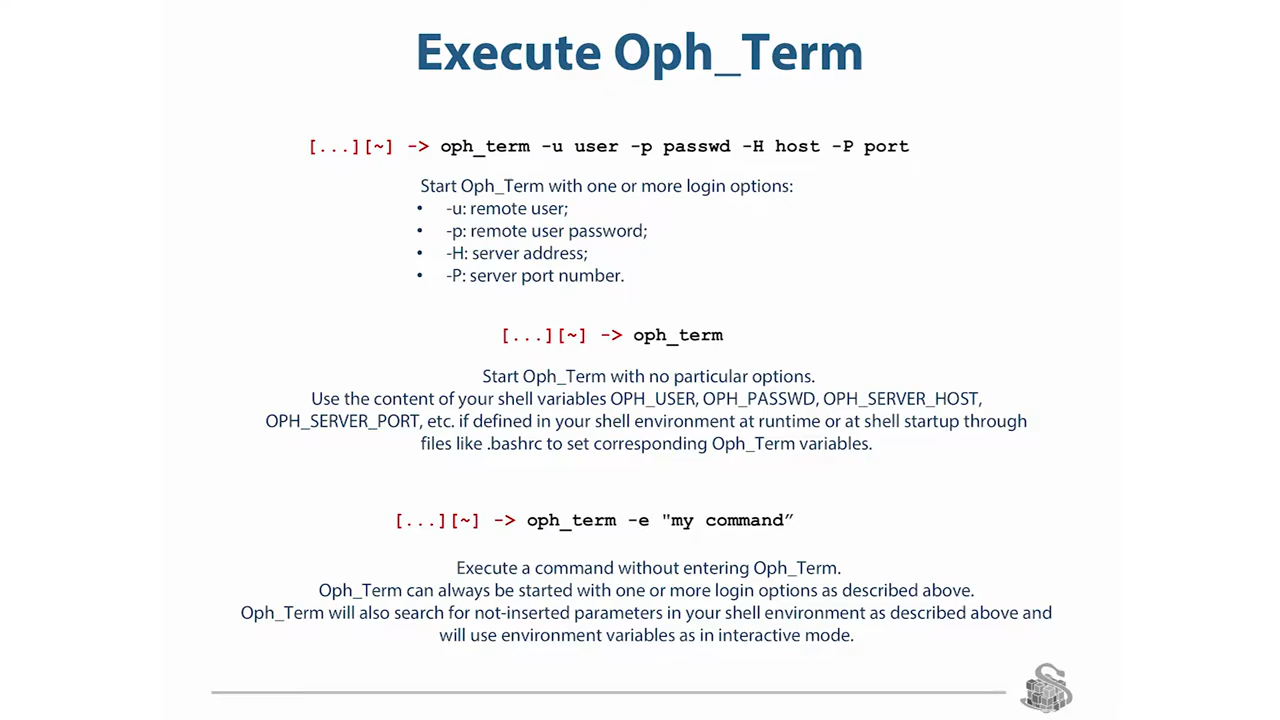 Execute Oph_Term
[...][~] -> oph_term -u user -p passwd -H host -P port
Start Oph_Term with one or more login options:
• -u: remote user;
• -p: remote user password;
• -H: server address;
• -P: server port number.
[...][~] -> oph_term
Start Oph_Term with no particular options.
Use the content of your shell variables OPH_USER, OPH_PASSWD, OPH_SERVER_HOST,
OPH_SERVER_PORT, etc. if defined in your shell environment at runtime or at shell startup through
files like .bashrc to set corresponding Oph_Term variables.
[...][~] -> oph_term -e "my command”
Execute a command without entering Oph_Term.
Oph_Term can always be started with one or more login options as described above.
Oph_Term will also search for not-inserted parameters in your shell environment as described above and
will use environment variables as in interactive mode.